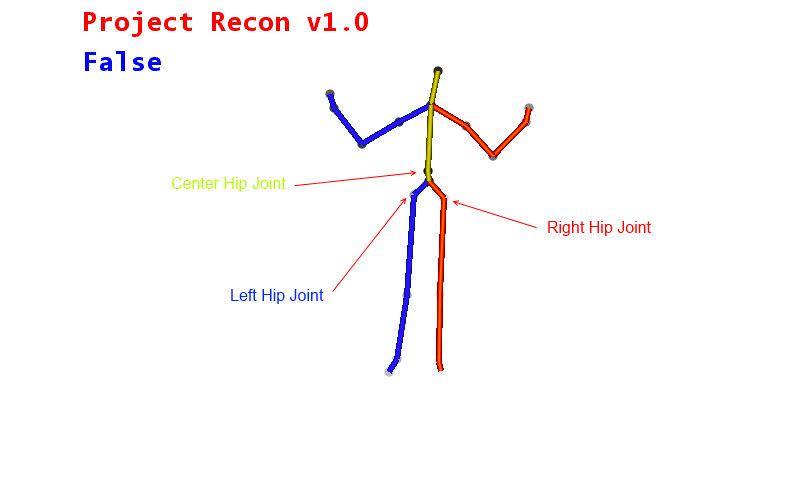 Project Recon v1.0
False
Center Hip Joint
Right Hip Joint
Left Hip Joint